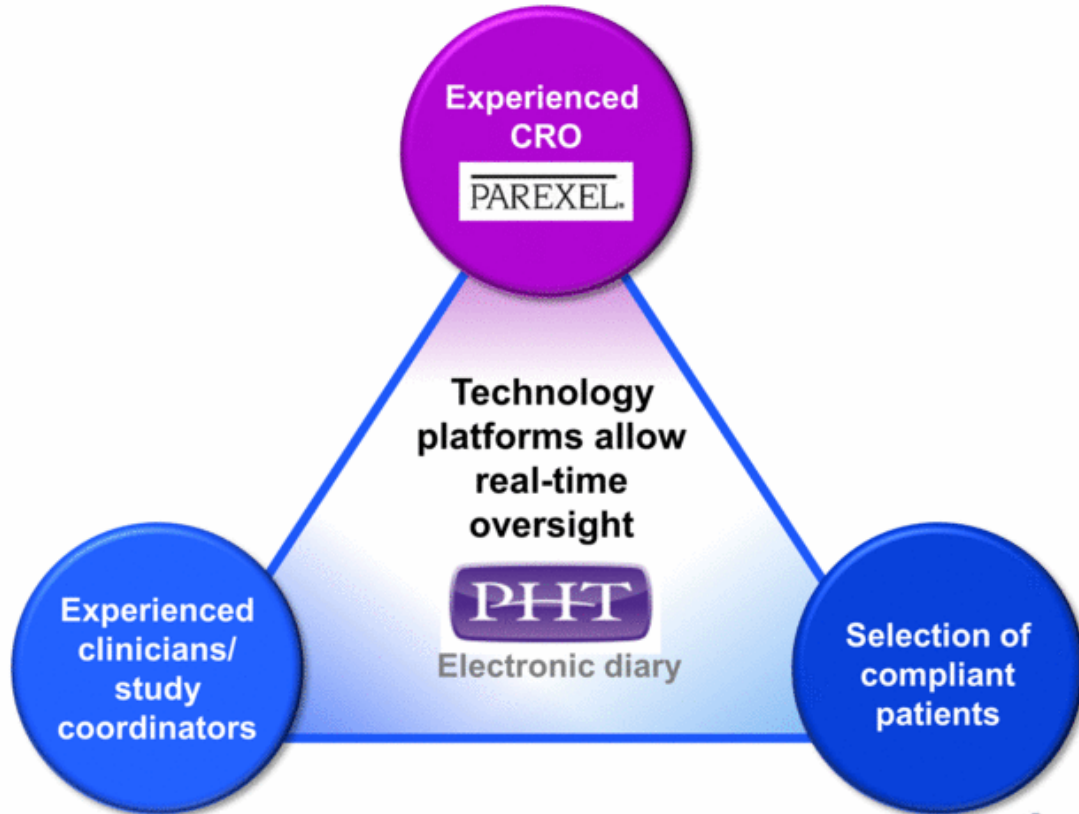 Experienced
CRO
PAREXEL.
Technology
platforms allow
real-time
oversight
PHT
Electronic diary
Experienced
clinicians/
study
coordinators
Selection of
compliant
patients